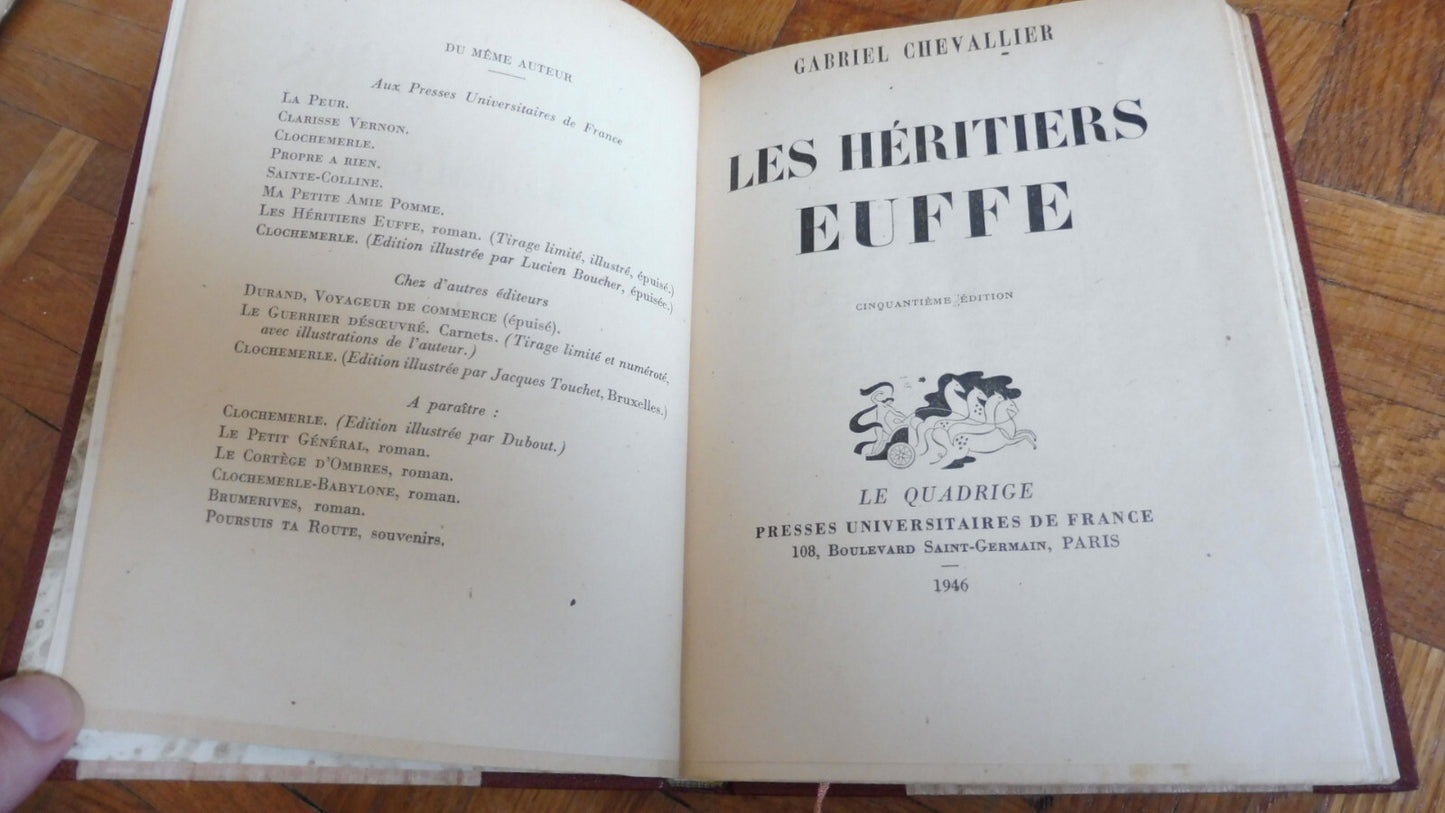 DU MÊME AUTEUR
Aux Presses Universitaires de France
LA PEUR.
CLARISSE VERNON.
CLOCHEMERLE.
PROPRE A RIEN.
SAINTE-COLLINE.
MA PETITE AMIE POMME.
LES HÉRITIERS EUFFE, roman. (Tirage limité, illustré, épuisé.)
CLOCHEMERLE. (Edition illustrée par Lucien Boucher, épuisée.)
Chez d'autres éditeurs
DURAND, VOYAGEUR DE COMMERCE (épuisé).
LE GUERRIER DÉSŒUVRÉ. Carnets. (Tirage limité et numéroté,
avec illustrations de l'auteur.)
CLOCHEMERLE. (Edition illustrée par Jacques Touchet, Bruxelles.)
A paraître :
CLOCHEMERLE. (Edition illustrée par Dubout.)
LE PETIT GÉNÉRAL, roman.
LE CORTÈGE D'OMBRES, roman.
CLOCHEMERLE-BABYLONE, roman.
BRUMERIVES, roman.
POURSUIS TA ROUTE, souvenirs.
GABRIEL CHEVALLIER
LES HÉRITIERS
EUFFE
CINQUANTIÈME ÉDITION
LE QUADRIGE
PRESSES UNIVERSITAIRES DE FRANCE
108, BOULEVARD SAINT-GERMAIN, PARIS
1946